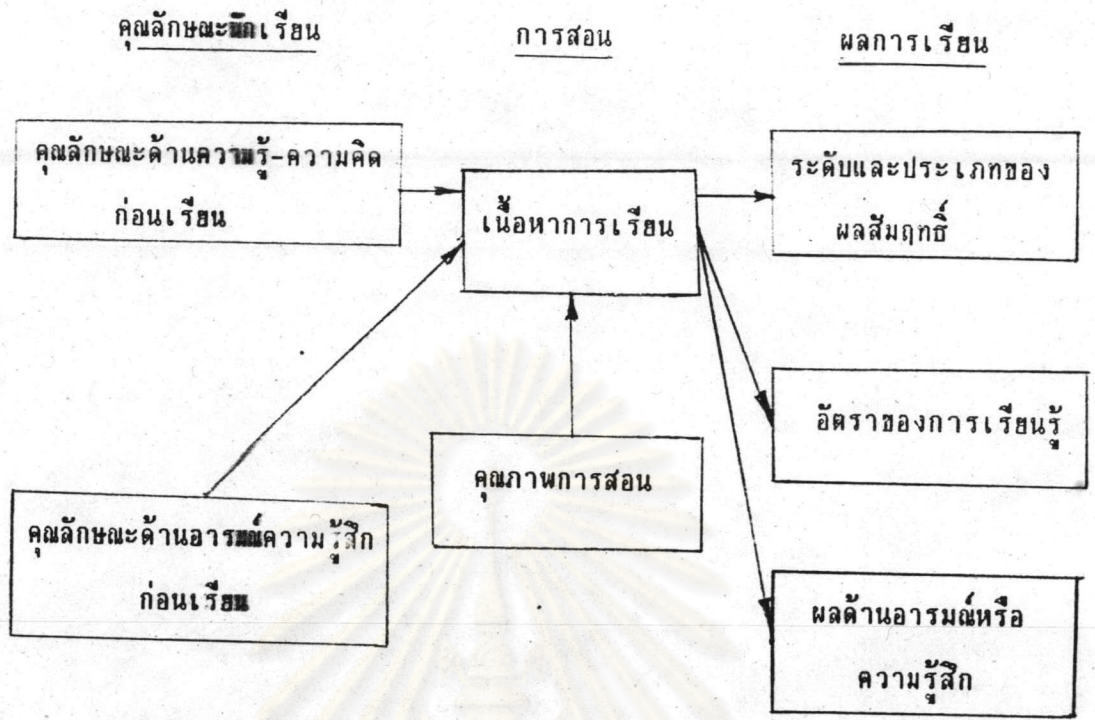 คุณลักษณะนักเรียน
การสอน
ผลการเรียน
คุณลักษณะด้านความรู้-ความคิด
ก่อนเรียน
เนื้อหาการเรียน
ระดับและประเภทของ
ผลสัมฤทธิ์
อัตราของการเรียนรู้
คุณภาพการสอน
คุณลักษณะด้านอารมณ์ความรู้สึก
ก่อนเรียน
ผลด้านอารมณ์หรือ
ความรู้สึก